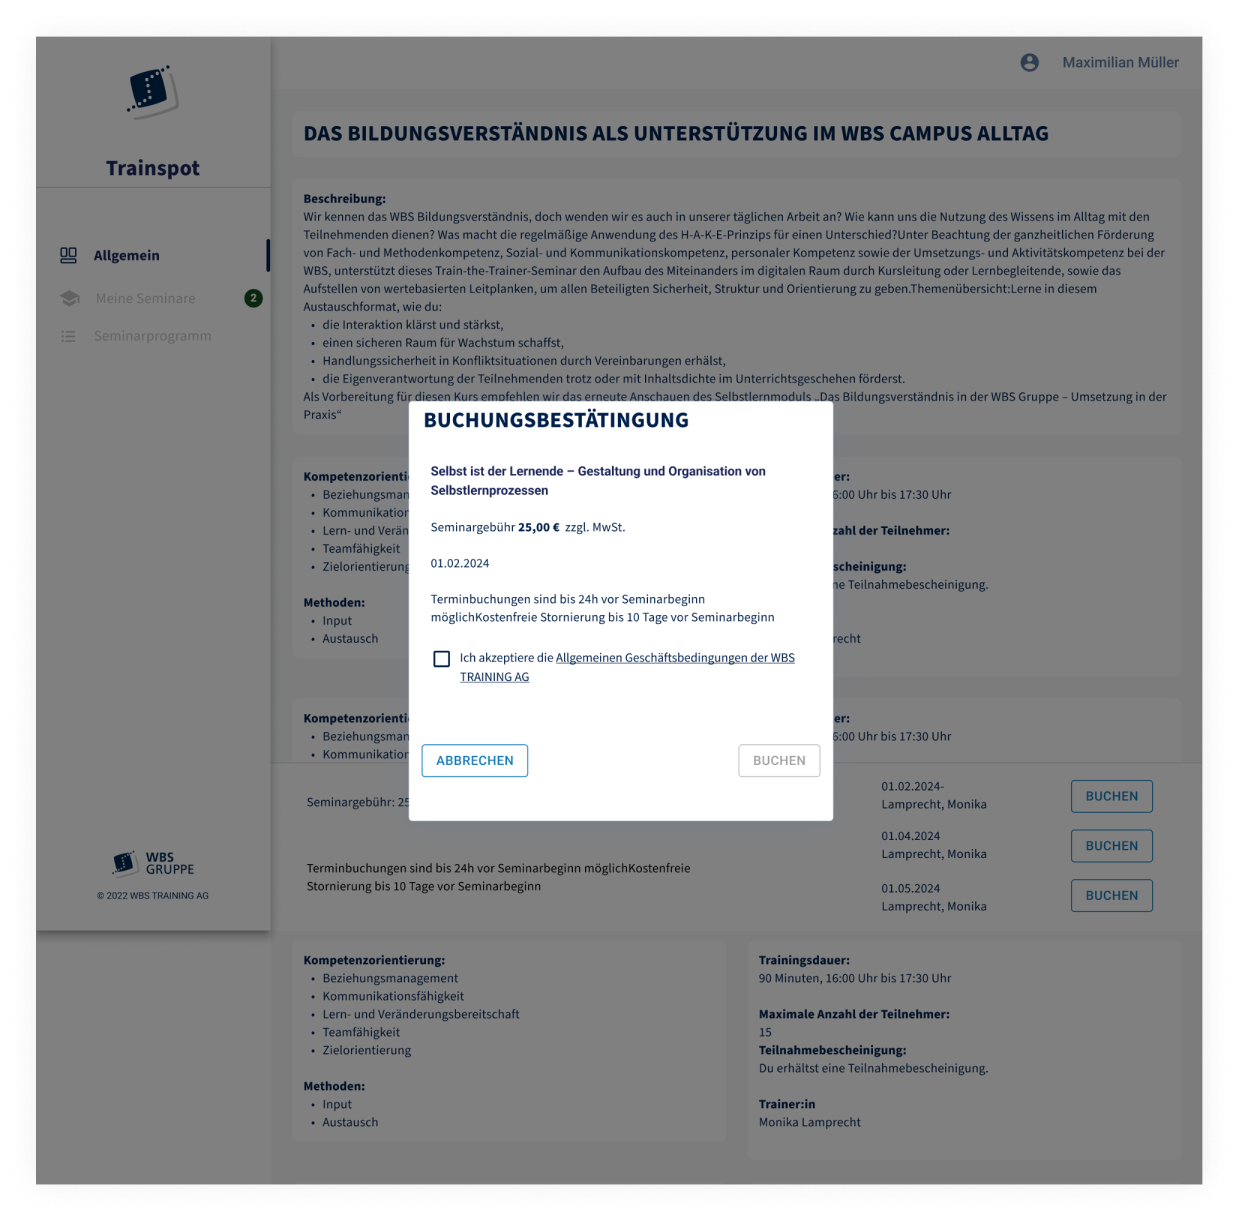 Maximilian Müller
Trainspot
Allgemein
Meine Seminare
2
Seminarprogramm
WBS
GRUPPE
© 2022 WBS TRAINING AG
DAS BILDUNGSVERSTÄNDNIS ALS UNTERSTÜTZUNG IM WBS CAMPUS ALLTAG
Beschreibung:
Wir kennen das WBS Bildungsverständnis, doch wenden wir es auch in unserer täglichen Arbeit an? Wie kann uns die Nutzung des Wissens im Alltag mit den
Teilnehmenden dienen? Was macht die regelmäßige Anwendung des H-A-K-E-Prinzips für einen Unterschied?Unter Beachtung der ganzheitlichen Förderung
von Fach- und Methodenkompetenz, Sozial- und Kommunikationskompetenz, personaler Kompetenz sowie der Umsetzungs- und Aktivitätskompetenz bei der
WBS, unterstützt dieses Train-the-Trainer-Seminar den Aufbau des Miteinanders im digitalen Raum durch Kursleitung oder Lernbegleitende, sowie das
Aufstellen von wertebasierten Leitplanken, um allen Beteiligten Sicherheit, Struktur und Orientierung zu geben.Themenübersicht:Lerne in diesem
Austauschformat, wie du:
• die Interaktion klärst und stärkst,
• einen sicheren Raum für Wachstum schaffst,
• Handlungssicherheit in Konfliktsituationen durch Vereinbarungen erhälst,
• die Eigenverantwortung der Teilnehmenden trotz oder mit Inhaltsdichte im Unterrichtsgeschehen förderst.
Als Vorbereitung für diesen Kurs empfehlen wir das erneute Anschauen des Selbstlernmoduls „Das Bildungsverständnis in der WBS Gruppe – Umsetzung in der
Praxis“
BUCHUNGSBESTÄTINGUNG
Selbst ist der Lernende – Gestaltung und Organisation von
Selbstlernprozessen
Seminargebühr 25,00 € zzgl. MwSt.
01.02.2024
Terminbuchungen sind bis 24h vor Seminarbeginn
möglichKostenfreie Stornierung bis 10 Tage vor Seminarbeginn
Ich akzeptiere die Allgemeinen Geschäftsbedingungen der WBS
TRAINING AG
ABBRECHEN
BUCHEN
Kompetenzorienti
• Beziehungsman
• Kommunikation
• Lern- und Verän
• Teamfähigkeit
• Zielorientierung
Methoden:
• Input
• Austausch
er:
6:00 Uhr bis 17:30 Uhr
zahl der Teilnehmer:
scheinigung:
ne Teilnahmebescheinigung.
recht
Kompetenzorienti
• Beziehungsman
• Kommunikation
er:
6:00 Uhr bis 17:30 Uhr
Seminargebühr: 25
Terminbuchungen sind bis 24h vor Seminarbeginn möglichKostenfreie
Stornierung bis 10 Tage vor Seminarbeginn
01.02.2024-
Lamprecht, Monika
BUCHEN
01.04.2024
Lamprecht, Monika
BUCHEN
01.05.2024
Lamprecht, Monika
BUCHEN
Kompetenzorientierung:
• Beziehungsmanagement
• Kommunikationsfähigkeit
• Lern- und Veränderungsbereitschaft
• Teamfähigkeit
• Zielorientierung
Methoden:
• Input
• Austausch
Trainingsdauer:
90 Minuten, 16:00 Uhr bis 17:30 Uhr
Maximale Anzahl der Teilnehmer:
15
Teilnahmebescheinigung:
Du erhältst eine Teilnahmebescheinigung.
Trainer:in
Monika Lamprecht